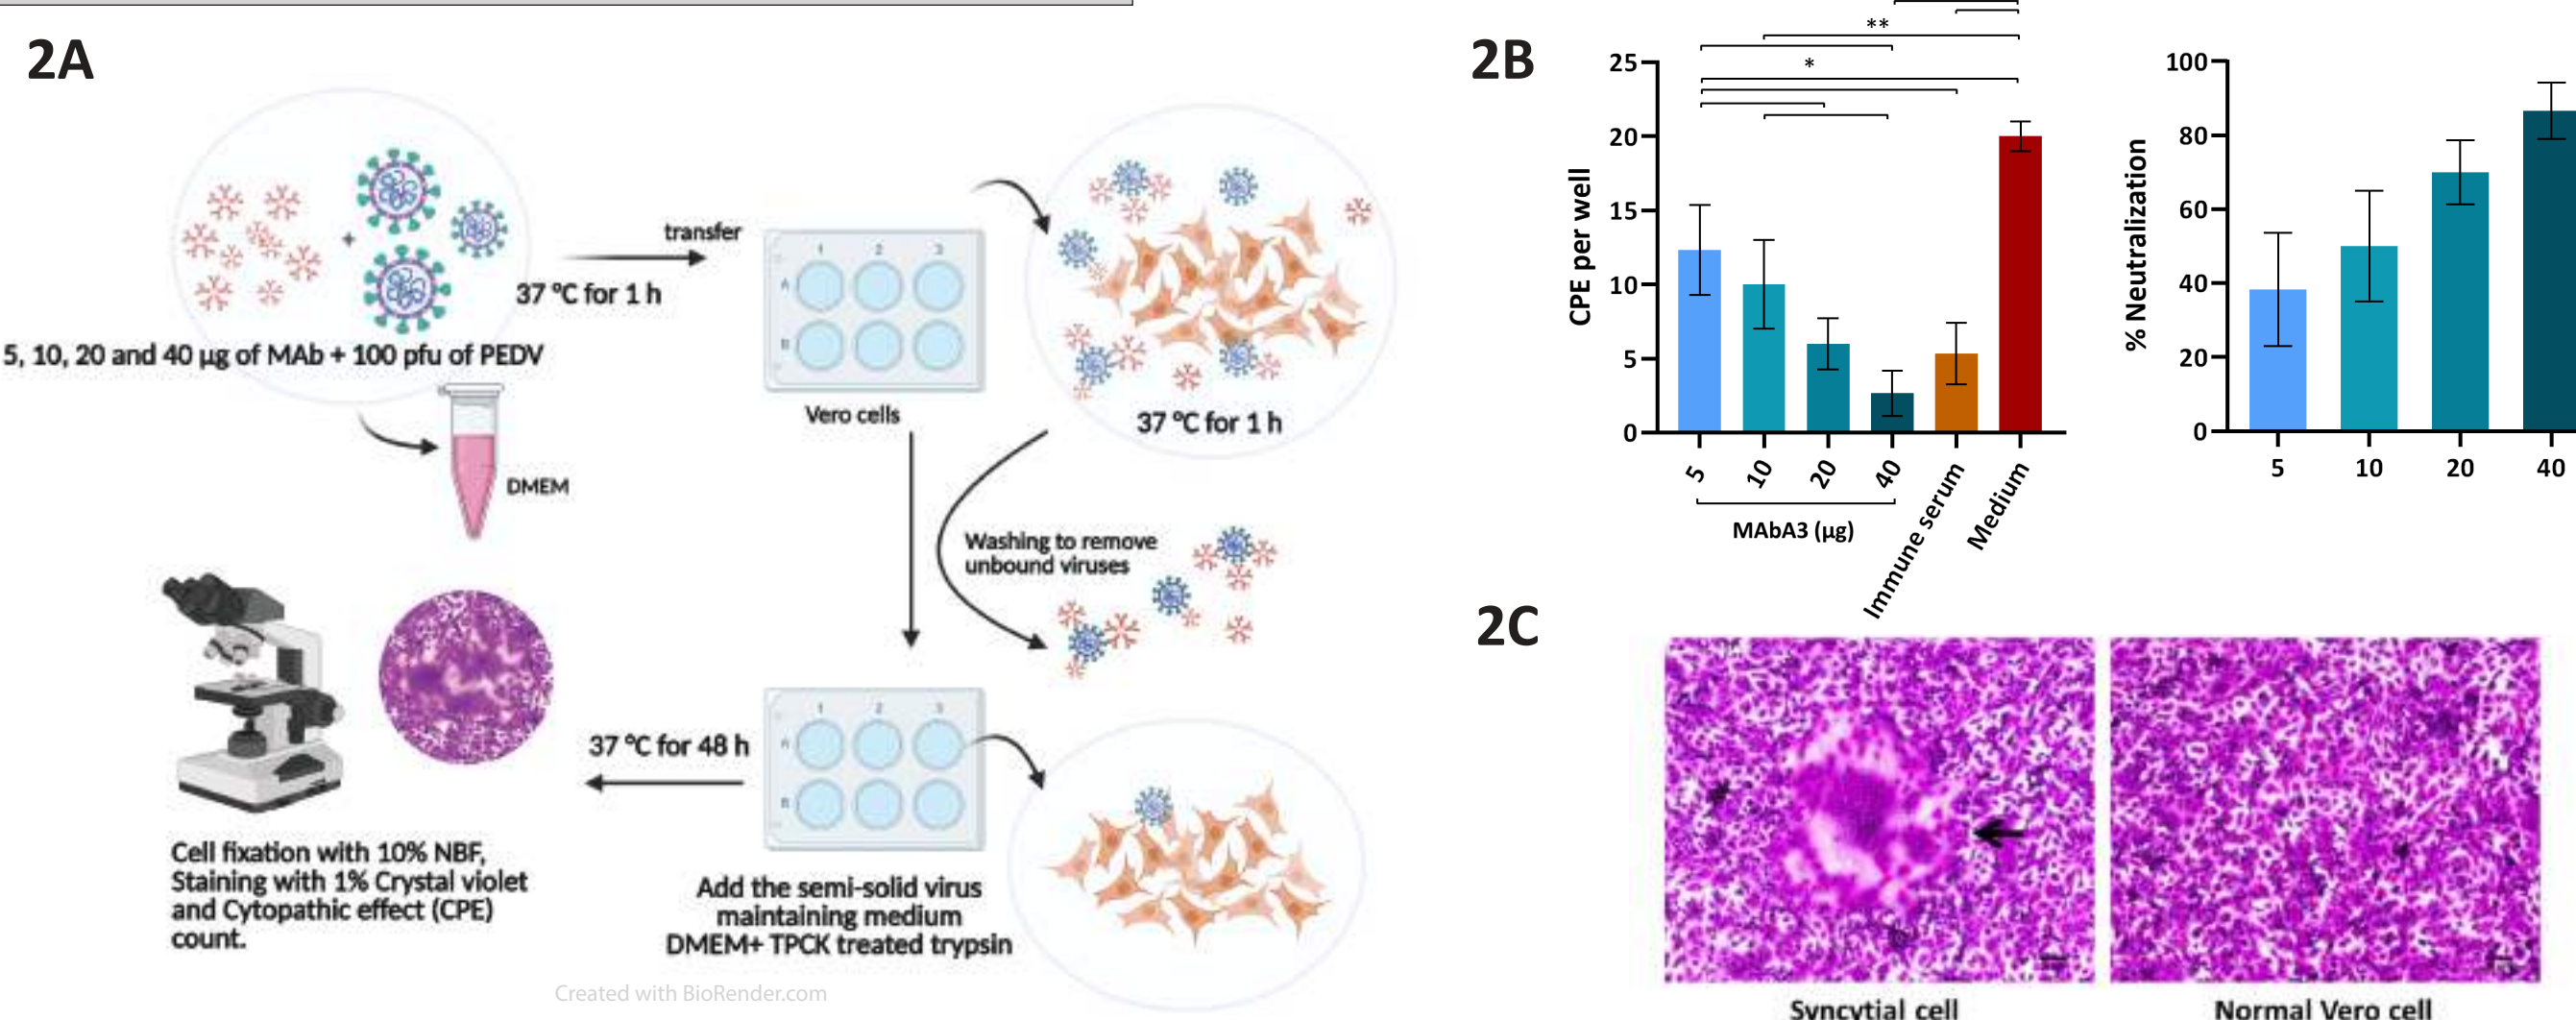 2A
5, 10, 20 and 40 µg of MAb + 100 pfu of PEDV
37 °C for 1 h
transfer
DMEM
1 2 3
A
B
Vero cells
37 °C for 1 h
Washing to remove
unbound viruses
1 2 3
A
B
Add the semi-solid virus
maintaining medium
DMEM+ TPCK treated trypsin
37 °C for 48 h
Cell fixation with 10% NBF,
Staining with 1% Crystal violet
and Cytopathic effect (CPE)
count.
Created with BioRender.com
2B
**
*
CPE per well
25
20
15
10
5
0
5 10 20 40 Immune serum Medium
MAbA3 (µg)
% Neutralization
100
80
60
40
20
0
5 10 20 40
2C
Syncytial cell
Normal Vero cell